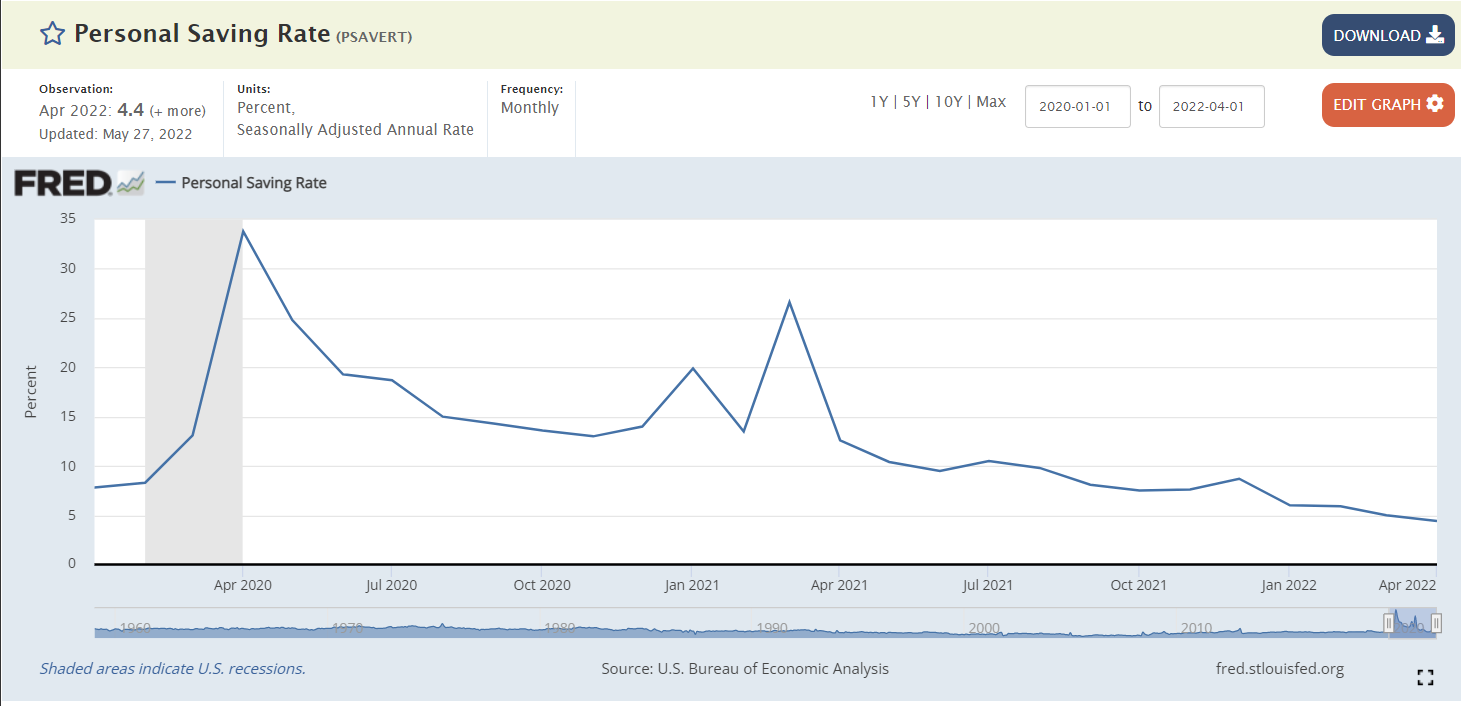 Personal Saving Rate (PSAVERT)
DOWNLOAD
Observation:
Apr 2022: 4.4 (+ more)
Updated: May 27, 2022
Units:
Percent,
Seasonally Adjusted Annual Rate
Frequency:
Monthly
1Y | 5Y | 10Y | Max
2020-01-01 to 2022-04-01
EDIT GRAPH
FRED
Personal Saving Rate
Percent
35
30
25
20
15
10
5
0
Apr 2020 Jul 2020 Oct 2020 Jan 2021 Apr 2021 Jul 2021 Oct 2021 Jan 2022 Apr 2022
1960 1970 1980 1990 2000 2010 2020
Shaded areas indicate U.S. recessions.
Source: U.S. Bureau of Economic Analysis
fred.stlouisfed.org